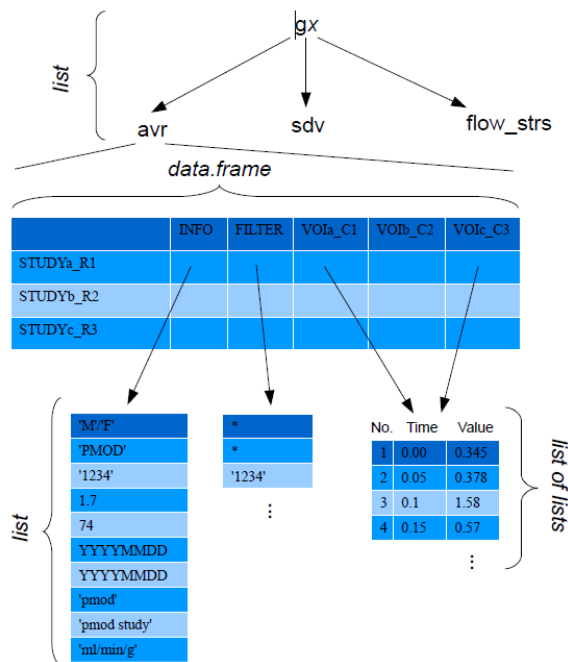 gx
list
avr
sdv
flow_strs
data.frame
INFO FILTER VOIa_C1 VOIb_C2 VOIc_C3
STUDYa_R1
STUDYb_R2
STUDYc_R3
list
'M'/'F'
'PMOD'
'1234'
1.7
74
YYYYMMDD
YYYYMMDD
'pmod'
'pmod study'
'ml/min/g'
*
*
'1234'
⋮
No. Time Value
1 0.00 0.345
2 0.05 0.378
3 0.1 1.58
4 0.15 0.57
⋮
list of lists